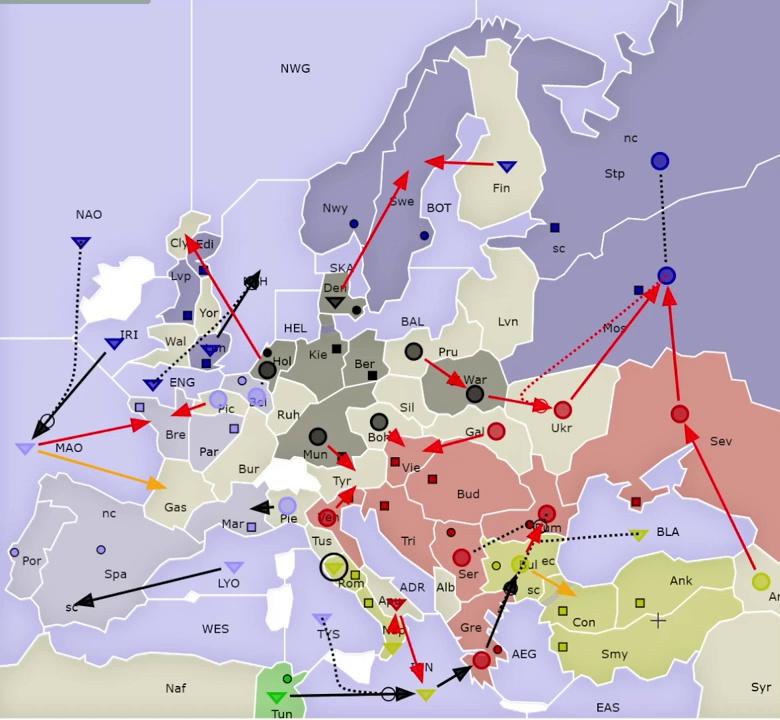 NWG
nc
Stp
Fin
NAO
Swe
Nwy
BOT
Cly
Edi
sc
SKA
Lvp
Den
Mos
Yor
IRI
HEL
BAL
Lvn
Wal
Hol
Kie
Pru
Ber
War
ENG
Pic
Bel
Ruh
Sil
Ukr
Sev
Bre
Boh
Gal
MAO
Par
Mun
Vie
Bur
Tyr
Bud
Gas
nc
Mar
Pie
Ven
Rum
BLA
Tus
Tri
Por
Spa
LYO
Rom
Ser
Bul
ec
Ank
Alb
sc
ADR
sc
Apu
Con
WES
TYS
Nap
Gre
AEG
Smy
ION
Naf
Tun
EAS
Syr